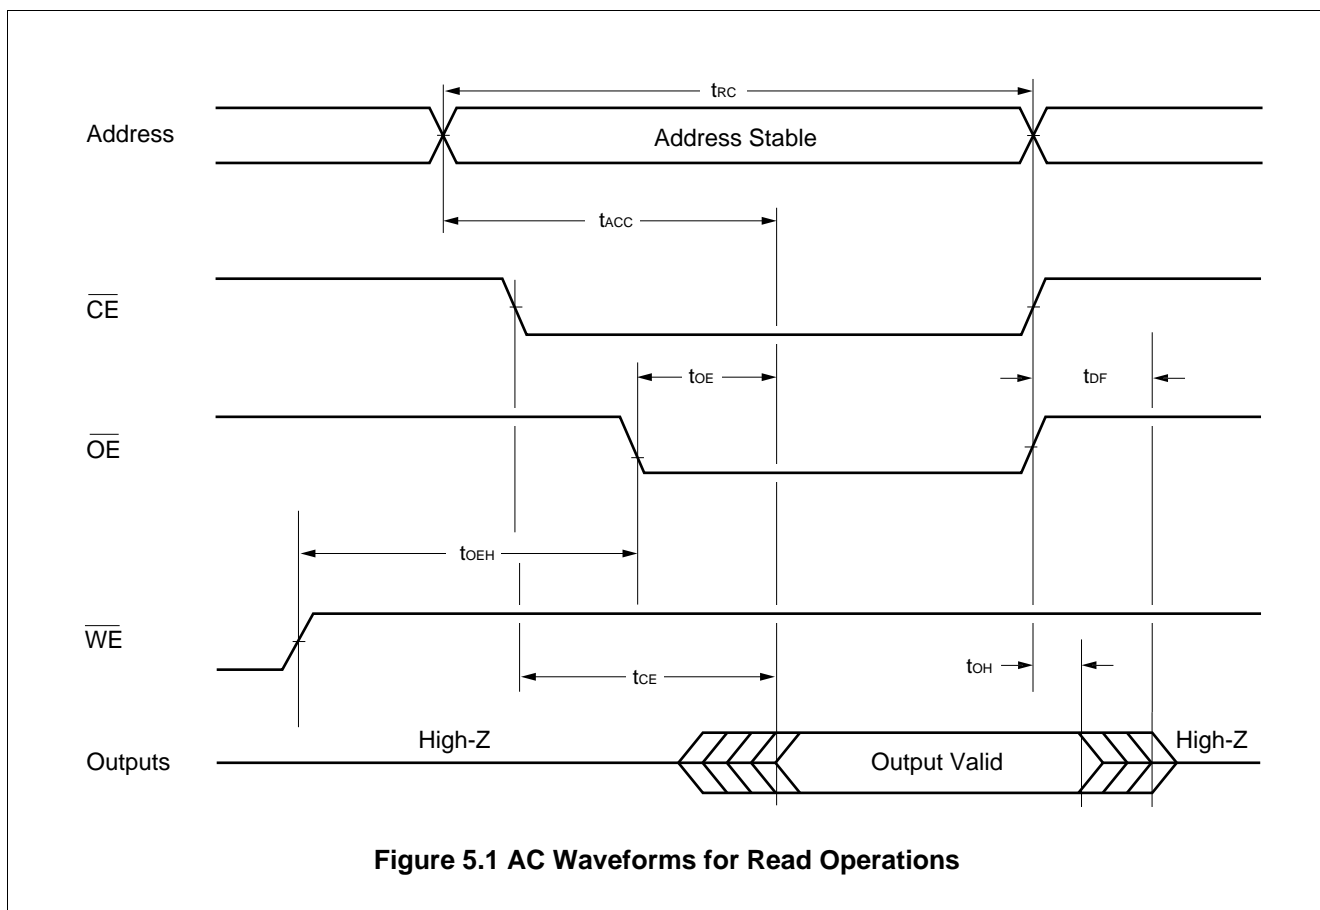 tRC
Address
Address Stable
tACC
CE
tOE
tDF
OE
tOEH
WE
tOH
tCE
High-Z
High-Z
Outputs
Output Valid
Figure 5.1 AC Waveforms for Read Operations